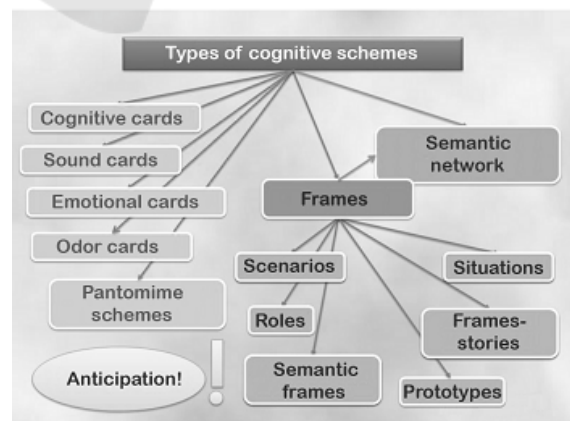 Types of cognitive schemes
Cognitive cards
Sound cards
Emotional cards
Odor cards
Pantomime
schemes
Anticipation!
!
Semantic
network
Frames
Scenarios
Situations
Roles
Frames-
stories
Semantic
frames
Prototypes